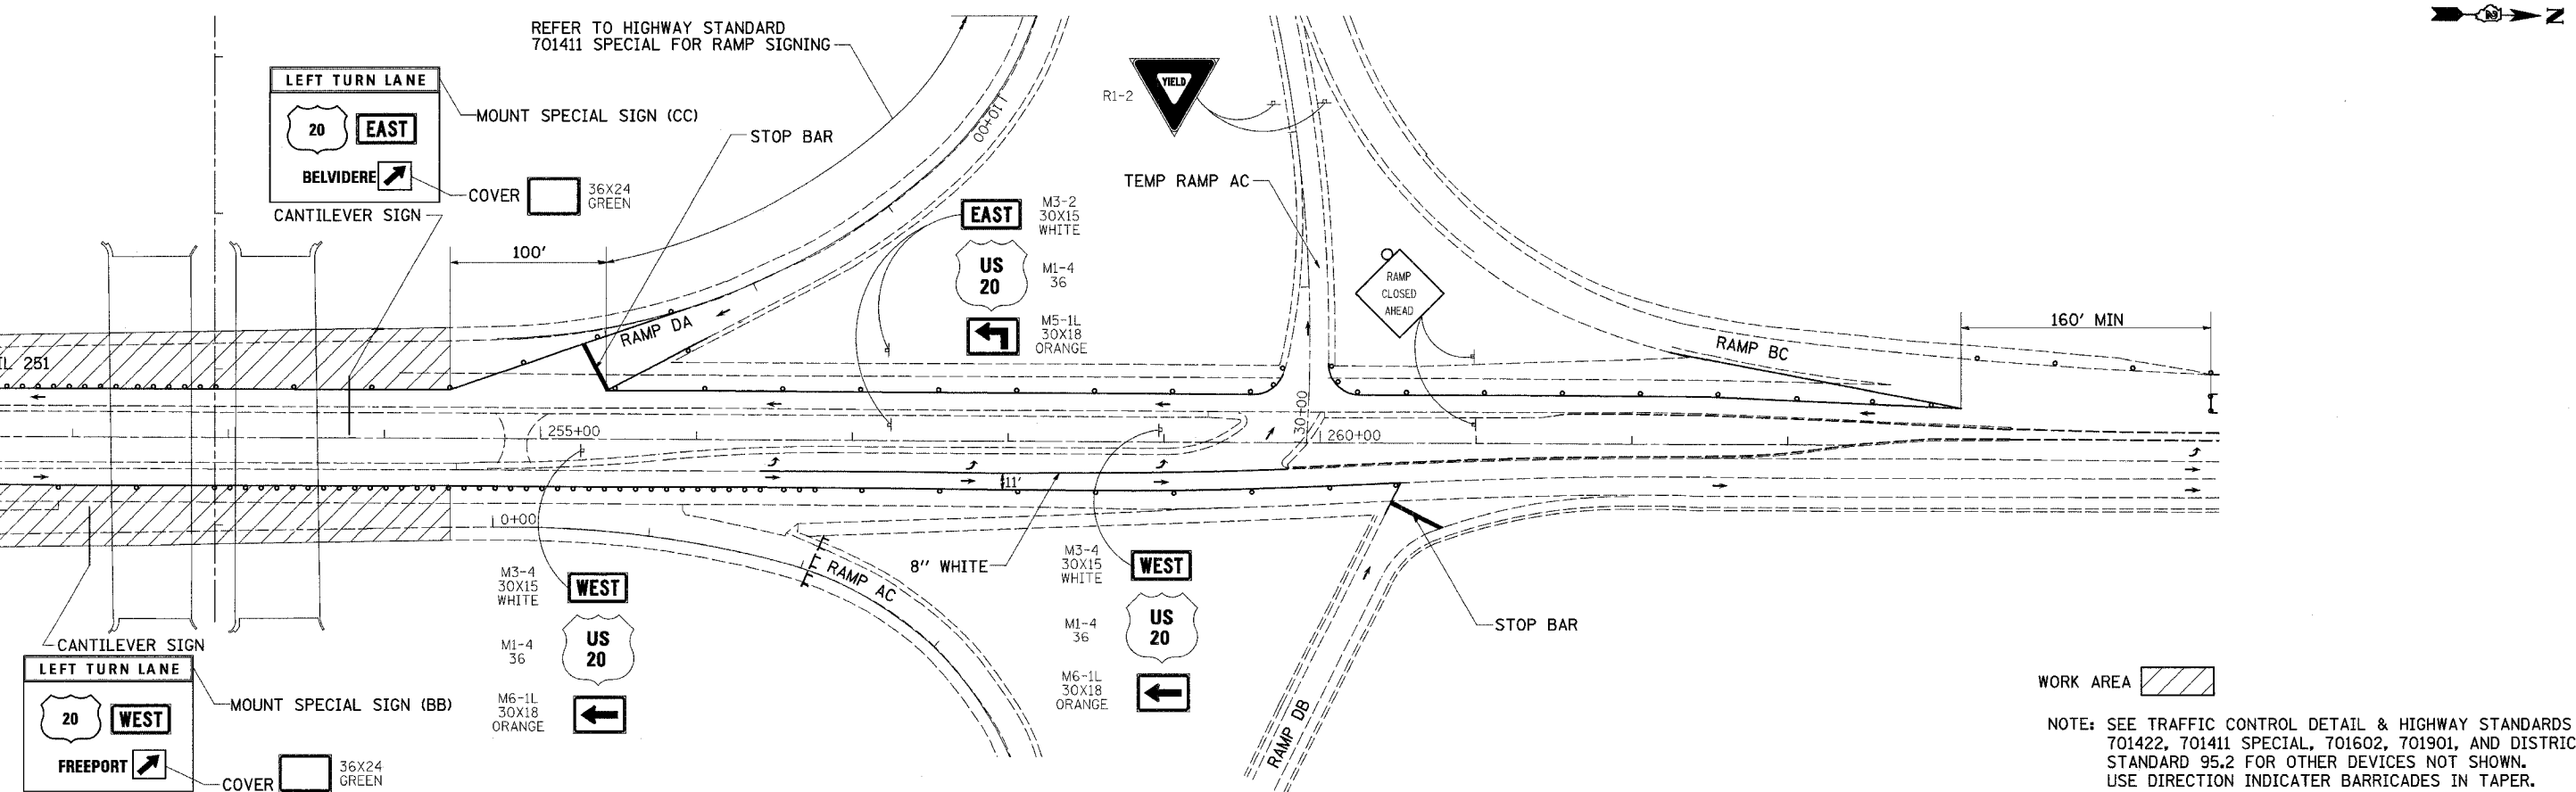 REFER TO HIGHWAY STANDARD
701411 SPECIAL FOR RAMP SIGNING
N
LEFT TURN LANE
20 EAST
BELVIDERE
MOUNT SPECIAL SIGN (CC)
COVER
36X24
GREEN
CANTILEVER SIGN
STOP BAR
110+00
100'
YIELD
R1-2
TEMP RAMP AC
EAST
M3-2
30X15
WHITE
US
20
M1-4
36
M5-1L
30X18
ORANGE
RAMP
CLOSED
AHEAD
160' MIN
RAMP DA
RAMP BC
IL 251
255+00
30+00
260+00
11'
0+00
RAMP AC
8" WHITE
M3-4
30X15
WHITE
WEST
M1-4
36
US
20
M6-1L
30X18
ORANGE
M3-4
30X15
WHITE
WEST
M1-4
36
US
20
M6-1L
30X18
ORANGE
STOP BAR
RAMP DB
CANTILEVER SIGN
LEFT TURN LANE
20 WEST
FREEPORT
MOUNT SPECIAL SIGN (BB)
COVER
36X24
GREEN
WORK AREA
NOTE: SEE TRAFFIC CONTROL DETAIL & HIGHWAY STANDARDS
701422, 701411 SPECIAL, 701602, 701901, AND DISTRIC
STANDARD 95.2 FOR OTHER DEVICES NOT SHOWN.
USE DIRECTION INDICATER BARRICADES IN TAPER.